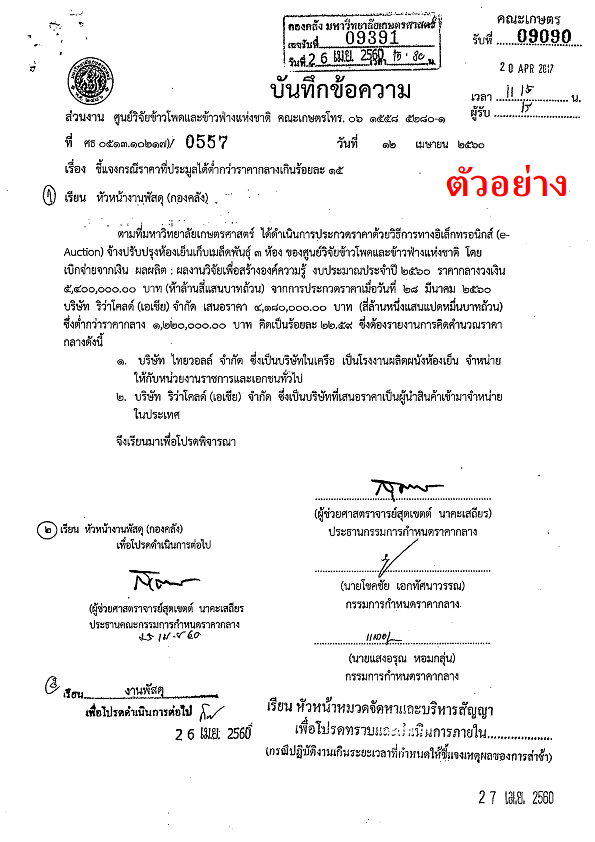 กองคลัง มหาวิทยาลัยเกษตรศาสตร์
เลขรับที่ 09391
วันที่ 26 เม.ย. 2560 เวลา 15.20 น.
คณะเกษตร
รับที่ 09090
20 APR 2017
เวลา 11 15 น.
ผู้รับ
บันทึกข้อความ
ส่วนงาน ศูนย์วิจัยข้าวโพดและข้าวฟ่างแห่งชาติ คณะเกษตรโทร. ๐๖ ๑๕๕๘ ๕๒๘๐-๑
ที่ ศธ ๐๕๑๓.๑๐๒๑๗/ 0557 วันที่ ๑๒ เมษายน ๒๕๖๐
เรื่อง ชี้แจงกรณีราคาที่ประมูลได้ต่ำกว่าราคากลางเกินร้อยละ ๑๕
ตัวอย่าง
๑ เรียน หัวหน้างานพัสดุ (กองคลัง)
ตามที่มหาวิทยาลัยเกษตรศาสตร์ ได้ดำเนินการประกวดราคาด้วยวิธีการทางอิเล็กทรอนิกส์ (e-
Auction) จ้างปรับปรุงห้องเย็นเก็บเมล็ดพันธุ์ ๓ ห้อง ของศูนย์วิจัยข้าวโพดและข้าวฟ่างแห่งชาติ โดย
เบิกจ่ายจากเงิน ผลผลิต : ผลงานวิจัยเพื่อสร้างองค์ความรู้ งบประมาณประจำปี ๒๕๖๐ ราคากลางวงเงิน
๕,๔๐๐,๐๐๐.๐๐ บาท (ห้าล้านสี่แสนบาทถ้วน) จากการประกวดราคาเมื่อวันที่ ๒๘ มีนาคม ๒๕๖๐
บริษัท ริว่าโคลด์ (เอเชีย) จำกัด เสนอราคา ๔,๑๘๐,๐๐๐.๐๐ บาท (สี่ล้านหนึ่งแสนแปดหมื่นบาทถ้วน)
ซึ่งต่ำกว่าราคากลาง ๑,๒๒๐,๐๐๐.๐๐ บาท คิดเป็นร้อยละ ๒๒.๕๙ ซึ่งต้องรายงานการคิดคำนวณราคา
กลางดังนี้
๑. บริษัท ไทยวอลล์ จำกัด ซึ่งเป็นบริษัทในเครือ เป็นโรงงานผลิตผนังห้องเย็น จำหน่าย
ให้กับหน่วยงานราชการและเอกชนทั่วไป
๒. บริษัท ริว่าโคลด์ (เอเชีย) จำกัด ซึ่งเป็นบริษัทที่เสนอราคาเป็นผู้นำสินค้าเข้ามาจำหน่าย
ในประเทศ
จึงเรียนมาเพื่อโปรดพิจารณา
(ผู้ช่วยศาสตราจารย์สุดเขตต์ นาคะเสถียร)
ประธานกรรมการกำหนดราคากลาง
(นายโชคชัย เอกทัศนาวรรณ)
กรรมการกำหนดราคากลาง
(นายแสงอรุณ หอมกลุ่น)
กรรมการกำหนดราคากลาง
๒ เรียน หัวหน้างานพัสดุ (กองคลัง)
เพื่อโปรดดำเนินการต่อไป
(ผู้ช่วยศาสตราจารย์สุดเขตต์ นาคะเสถียร
ประธานคณะกรรมการกำหนดราคากลาง
๓ เรียน งานพัสดุ
เพื่อโปรดดำเนินการต่อไป
26 เม.ย. 2560
เรียน หัวหน้าหมวดจัดหาและบริหารสัญญา
เพื่อโปรดทราบและดำเนินการภายใน
(กรณีปฏิบัติงานเกินระยะเวลาที่กำหนดให้ชี้แจงเหตุผลของการล่าช้า)
27 เม.ย. 2560